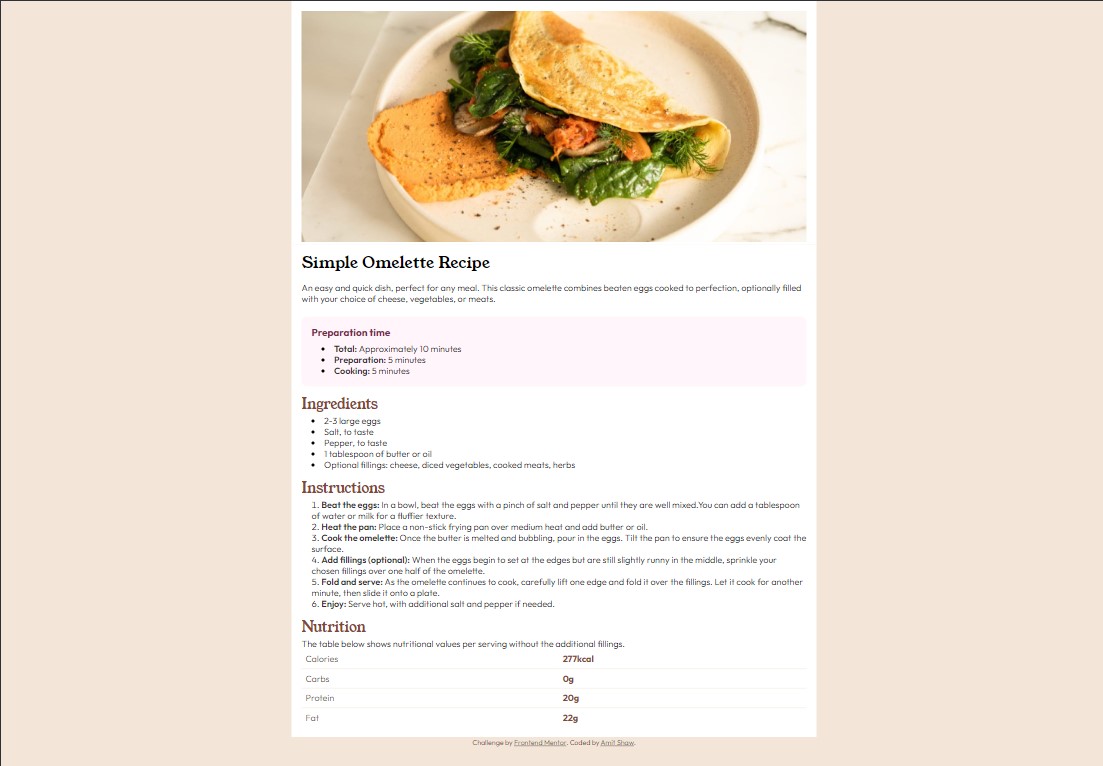 Simple Omelette Recipe
An easy and quick dish, perfect for any meal. This classic omelette combines beaten eggs cooked to perfection, optionally filled
with your choice of cheese, vegetables, or meats.
Preparation time
• Total: Approximately 10 minutes
• Preparation: 5 minutes
• Cooking: 5 minutes
Ingredients
• 2-3 large eggs
• Salt, to taste
• Pepper, to taste
• 1 tablespoon of butter or oil
• Optional fillings: cheese, diced vegetables, cooked meats, herbs
Instructions
1. Beat the eggs: In a bowl, beat the eggs with a pinch of salt and pepper until they are well mixed.You can add a tablespoon
of water or milk for a fluffier texture.
2. Heat the pan: Place a non-stick frying pan over medium heat and add butter or oil.
3. Cook the omelette: Once the butter is melted and bubbling, pour in the eggs. Tilt the pan to ensure the eggs evenly coat the
surface.
4. Add fillings (optional): When the eggs begin to set at the edges but are still slightly runny in the middle, sprinkle your
chosen fillings over one half of the omelette.
5. Fold and serve: As the omelette continues to cook, carefully lift one edge and fold it over the fillings. Let it cook for another
minute, then slide it onto a plate.
6. Enjoy: Serve hot, with additional salt and pepper if needed.
Nutrition
The table below shows nutritional values per serving without the additional fillings.
Calories 277kcal
Carbs 0g
Protein 20g
Fat 22g
Challenge by Frontend Mentor. Coded by Amit Shaw.